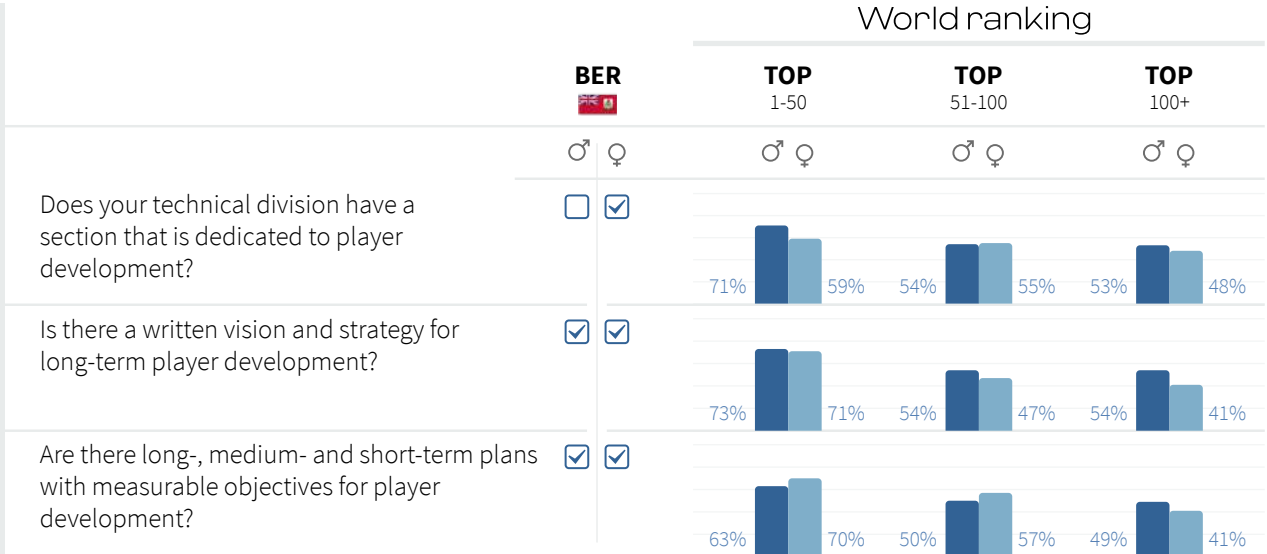 World ranking
BER TOP TOP TOP
1-50 51-100 100+
♂ ♀ ♂ ♀ ♂ ♀ ♂ ♀
Does your technical division have a
section that is dedicated to player
development?
71% 59% 54% 55% 53% 48%
Is there a written vision and strategy for
long-term player development?
73% 71% 54% 47% 54% 41%
Are there long-, medium- and short-term plans
with measurable objectives for player
development?
63% 70% 50% 57% 49% 41%